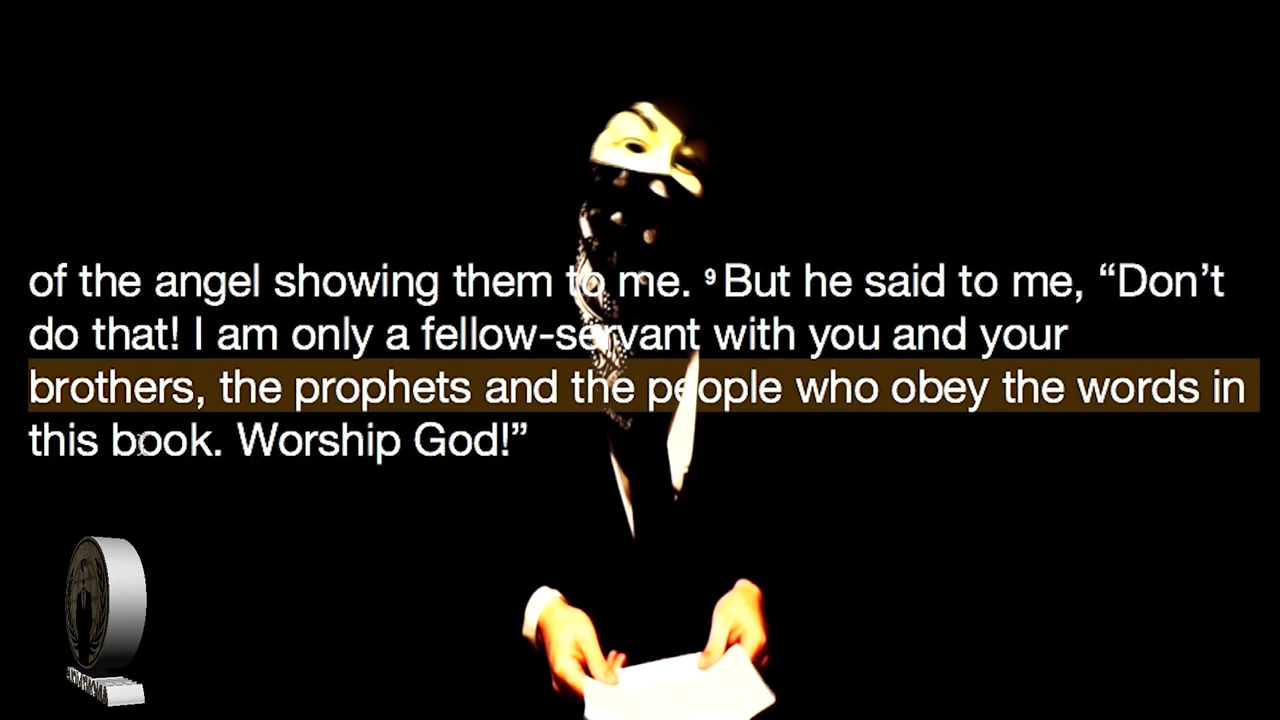 of the angel showing them to me. ⁹ But he said to me, “Don’t
do that! I am only a fellow-servant with you and your
brothers, the prophets and the people who obey the words in
this book. Worship God!”